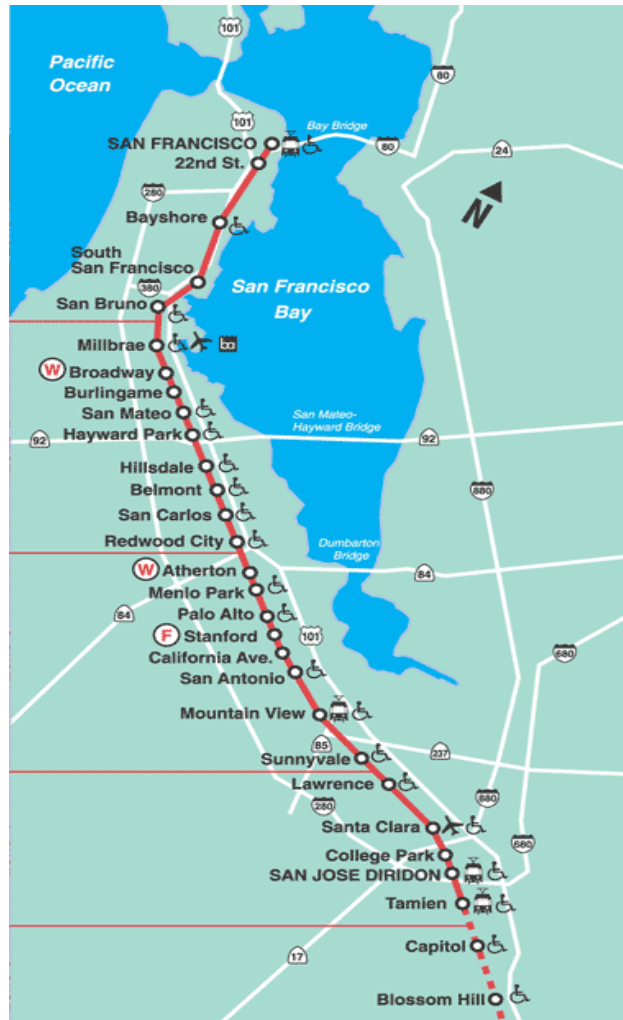 101
Pacific
Ocean
80
101
SAN FRANCISCO
Bay Bridge
80
24
22nd St.
280
N
Bayshore
South
San Francisco
380
San Francisco
Bay
San Bruno
Millbrae
W Broadway
Burlingame
San Mateo
San Mateo-
Hayward Bridge
Hayward Park
92
92
Hillsdale
Belmont
880
San Carlos
Redwood City
Dumbarton
Bridge
W Atherton
84
Menlo Park
84
Palo Alto
F Stanford
101
California Ave.
680
San Antonio
Mountain View
85
237
Sunnyvale
Lawrence
280
880
Santa Clara
680
College Park
SAN JOSE DIRIDON
Tamien
Capitol
17
Blossom Hill